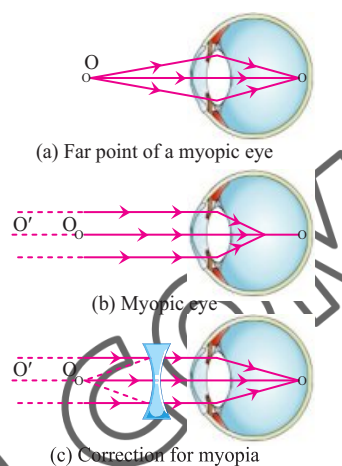 O
O
(a) Far point of a myopic eye
O′ O
O
(b) Myopic eye
O′ O
O
(c) Correction for myopia